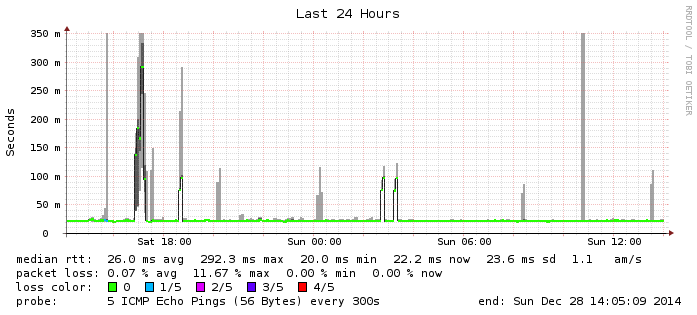 Last 24 Hours
RRDTOOL / TOBI OETIKER
Seconds
350 m
300 m
250 m
200 m
150 m
100 m
50 m
0
Sat 18:00 Sun 00:00 Sun 06:00 Sun 12:00
median rtt: 26.0 ms avg 292.3 ms max 20.0 ms min 22.2 ms now 23.6 ms sd 1.1 am/s
packet loss: 0.07 % avg 11.67 % max 0.00 % min 0.00 % now
loss color: 0 1/5 2/5 3/5 4/5
probe: 5 ICMP Echo Pings (56 Bytes) every 300s end: Sun Dec 28 14:05:09 2014